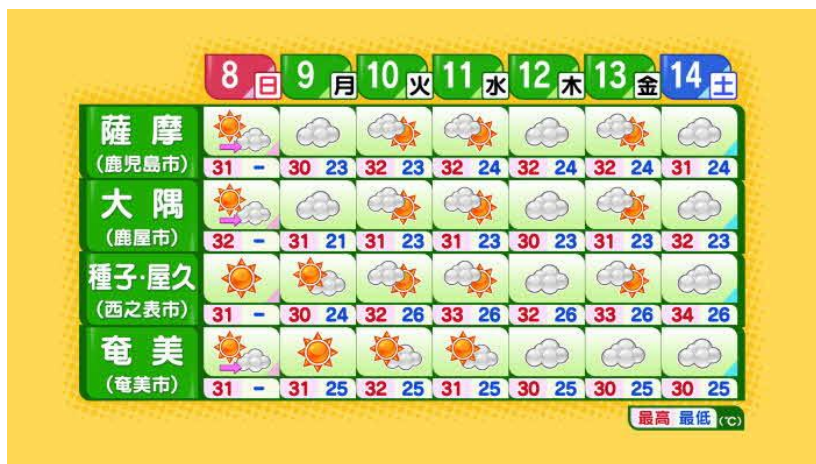 8 日 9 月 10 火 11 水 12 木 13 金 14 土
薩摩
(鹿児島市) 31 - 30 23 32 23 32 24 32 24 32 24 31 24
大隅
(鹿屋市) 32 - 31 21 31 23 31 23 30 23 31 23 32 23
種子・屋久
(西之表市) 31 - 30 24 32 26 33 26 32 26 33 26 34 26
奄美
(奄美市) 31 - 31 25 32 25 31 25 30 25 30 25 30 25
最高 最低 (℃)